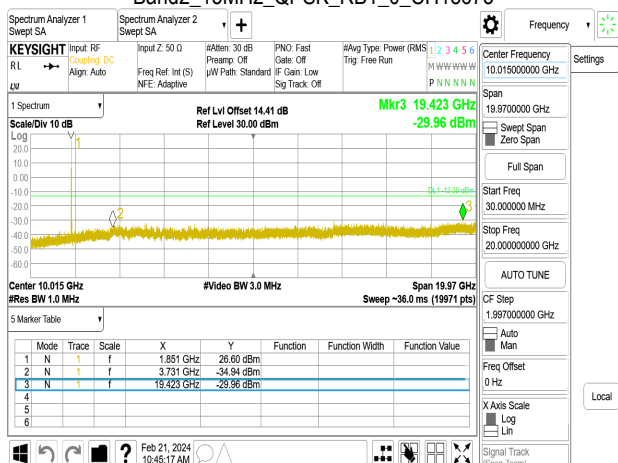 Spectrum Analyzer 1
Swept SA
Spectrum Analyzer 2
Swept SA
Frequency
KEYSIGHT
RL
Input: RF
Coupling: DC
Align: Auto
Input Z: 50 Ω
Freq Ref: Int (S)
NFE: Adaptive
#Atten: 30 dB
Preamp: Off
µW Path: Standard
PNO: Fast
Gate: Off
IF Gain: Low
Sig Track: Off
#Avg Type: Power (RMS
Trig: Free Run
1 2 3 4 5 6
M WW WW W
P N N N N N
1 Spectrum
Scale/Div 10 dB
Log
Ref Lvl Offset 14.41 dB
Ref Level 30.00 dBm
Mkr3 19.423 GHz
-29.96 dBm
20.0
10.0
0.00
-10.0
-20.0
-30.0
-40.0
-50.0
-60.0
1
2
3
DL1 -13.00 dBm
Center 10.015 GHz
#Res BW 1.0 MHz
#Video BW 3.0 MHz
Span 19.97 GHz
Sweep ~36.0 ms (19971 pts)
5 Marker Table
Mode Trace Scale X Y Function Function Width Function Value
1 N 1 f 1.851 GHz 26.60 dBm
2 N 1 f 3.731 GHz -34.94 dBm
3 N 1 f 19.423 GHz -29.96 dBm
4
5
6
Feb 21, 2024
10:45:17 AM
Center Frequency
10.015000000 GHz
Span
19.9700000 GHz
Swept Span
Zero Span
Full Span
Start Freq
30.000000 MHz
Stop Freq
20.000000000 GHz
AUTO TUNE
CF Step
1.997000000 GHz
Auto
Man
Freq Offset
0 Hz
X Axis Scale
Log
Lin
Signal Track
Settings
Local